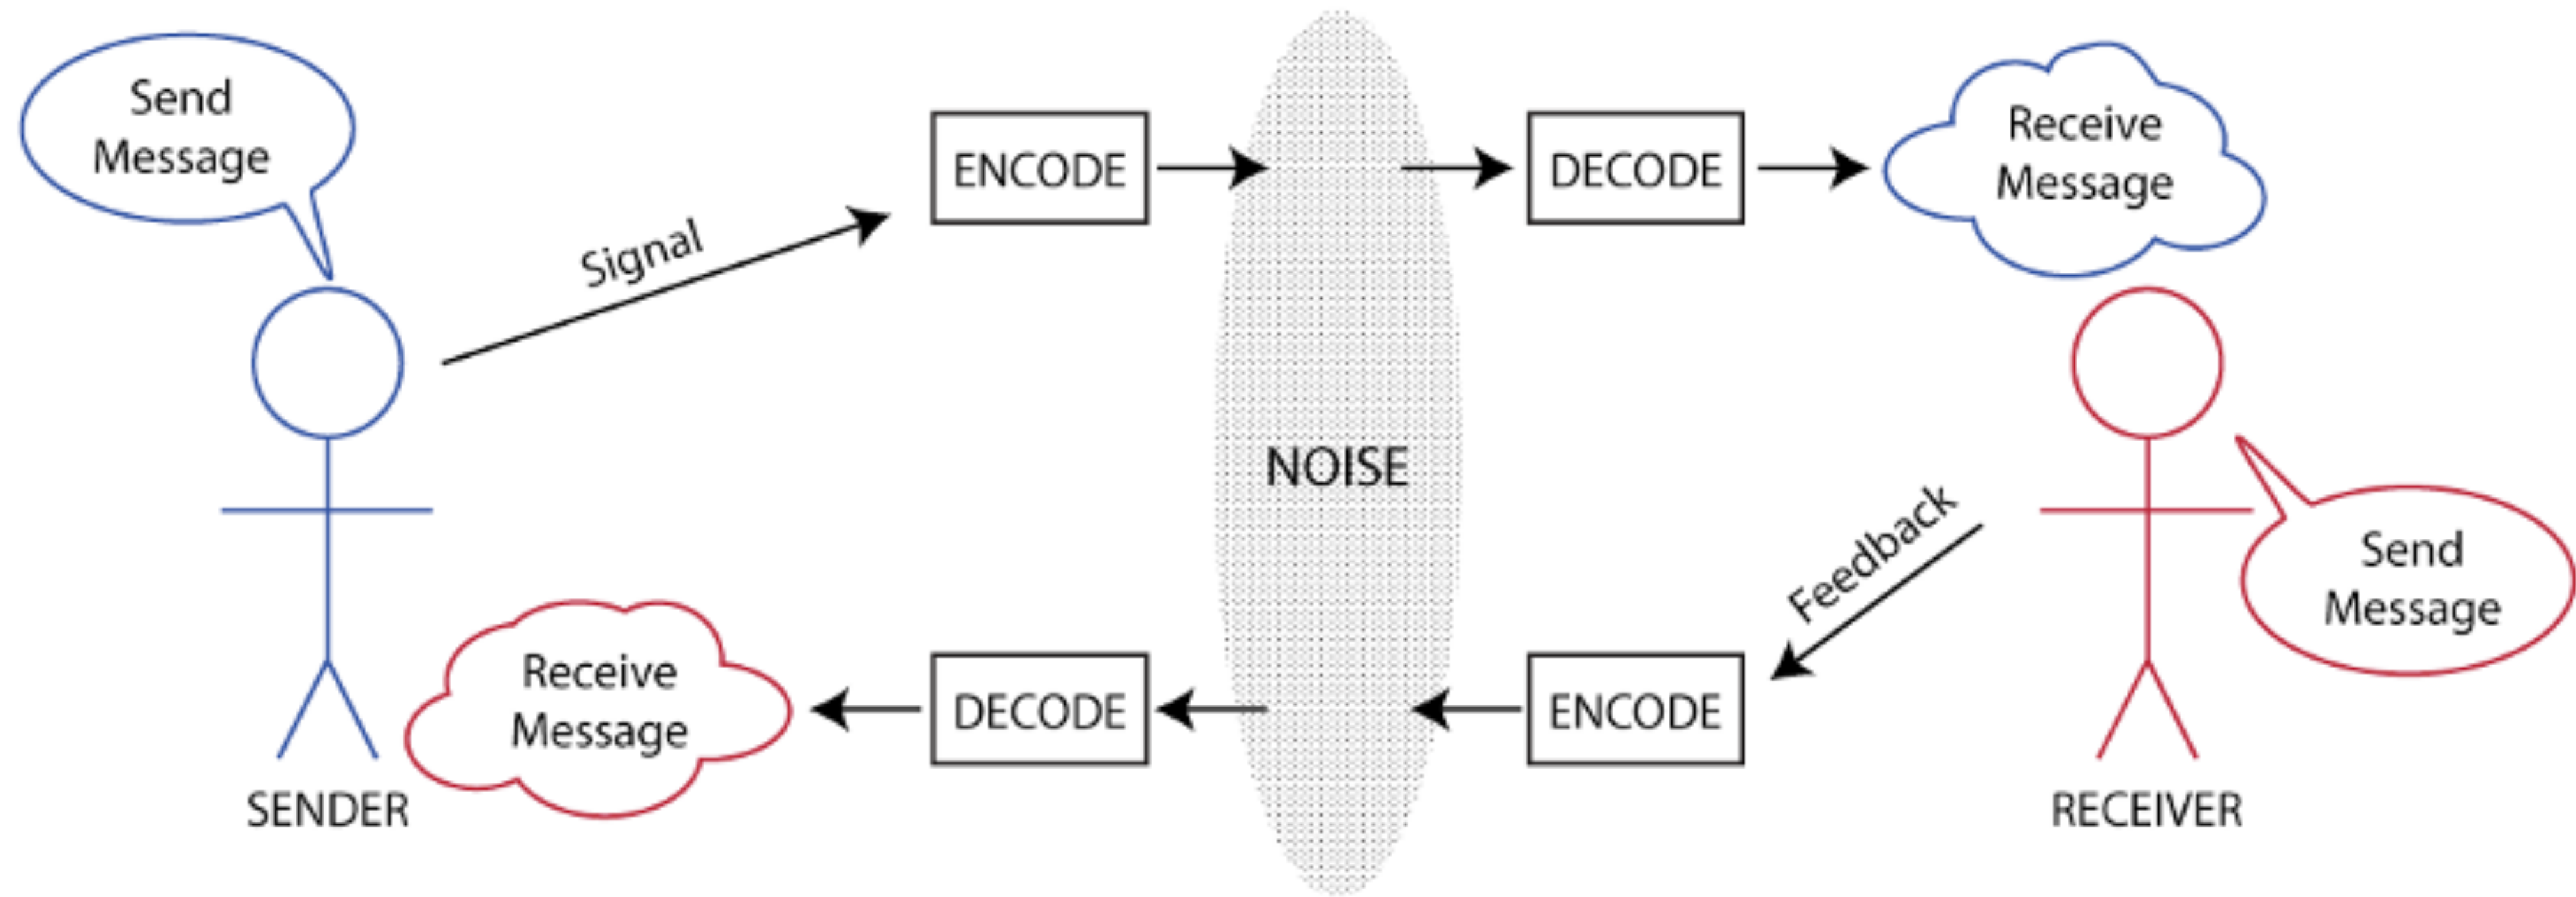 Send
Message
Signal
ENCODE
DECODE
Receive
Message
NOISE
Feedback
Send
Message
Receive
Message
DECODE
ENCODE
SENDER
RECEIVER